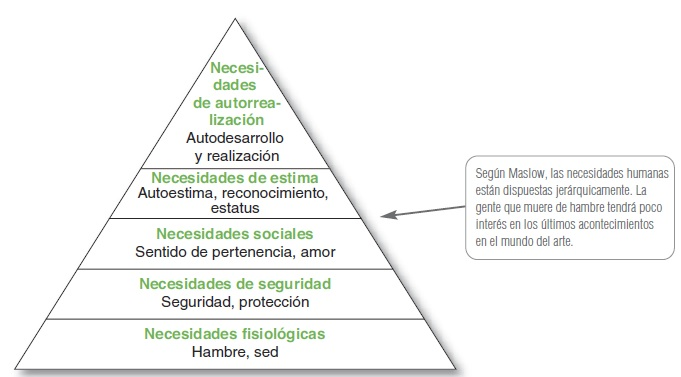 Necesi-
dades
de autorrea-
lización
Autodesarrollo
y realización
Necesidades de estima
Autoestima, reconocimiento,
estatus
Necesidades sociales
Sentido de pertenencia, amor
Necesidades de seguridad
Seguridad, protección
Necesidades fisiológicas
Hambre, sed
Según Maslow, las necesidades humanas
están dispuestas jerárquicamente. La
gente que muere de hambre tendrá poco
interés en los últimos acontecimientos
en el mundo del arte.